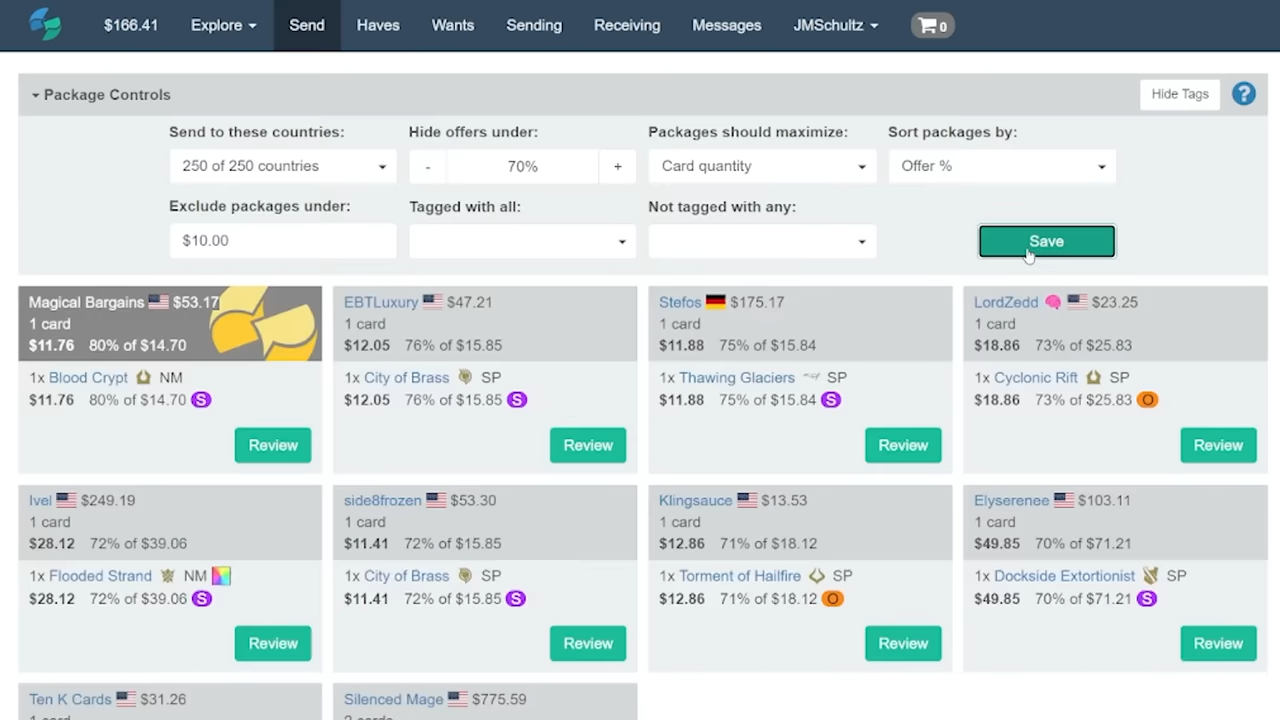 $166.41 Explore Send Haves Wants Sending Receiving Messages JMSchultz 0
Package Controls Hide Tags ?
Send to these countries: Hide offers under: Packages should maximize: Sort packages by:
250 of 250 countries - 70% + Card quantity Offer %
Exclude packages under: Tagged with all: Not tagged with any:
$10.00 Save
Magical Bargains $53.17 EBTLuxury $47.21 Stefos $175.17 LordZedd $23.25
1 card 1 card 1 card 1 card
$11.76 80% of $14.70 $12.05 76% of $15.85 $11.88 75% of $15.84 $18.86 73% of $25.83
1x Blood Crypt NM 1x City of Brass SP 1x Thawing Glaciers SP 1x Cyclonic Rift SP
$11.76 80% of $14.70 S $12.05 76% of $15.85 S $11.88 75% of $15.84 S $18.86 73% of $25.83 O
Review Review Review Review
Ivel $249.19 side8frozen $53.30 Klingsauce $13.53 Elyserenee $103.11
1 card 1 card 1 card 1 card
$28.12 72% of $39.06 $11.41 72% of $15.85 $12.86 71% of $18.12 $49.85 70% of $71.21
1x Flooded Strand NM 1x City of Brass SP 1x Torment of Hailfire SP 1x Dockside Extortionist SP
$28.12 72% of $39.06 S $11.41 72% of $15.85 S $12.86 71% of $18.12 O $49.85 70% of $71.21 S
Review Review Review Review
Ten K Cards $31.26 Silenced Mage $775.59